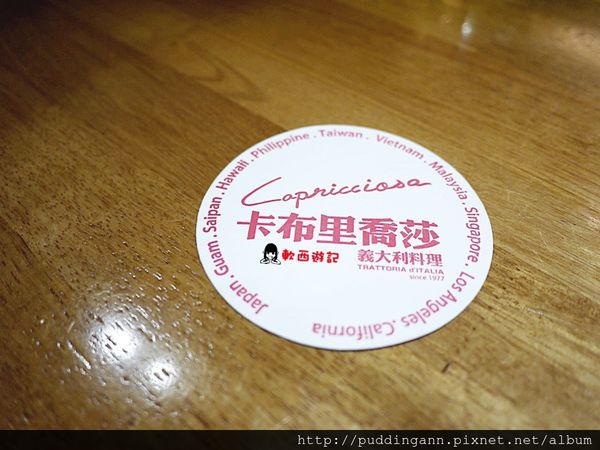 Japan . Guam . Saipan . Hawaii . Philippine . Taiwan . Vietnam . Malaysia . Singapore . Los Angeles . California
Capricciosa
卡布里喬莎
軟西遊記
義大利料理
TRATTORIA d'ITALIA
since 1977
http://puddingann.pixnet.net/album